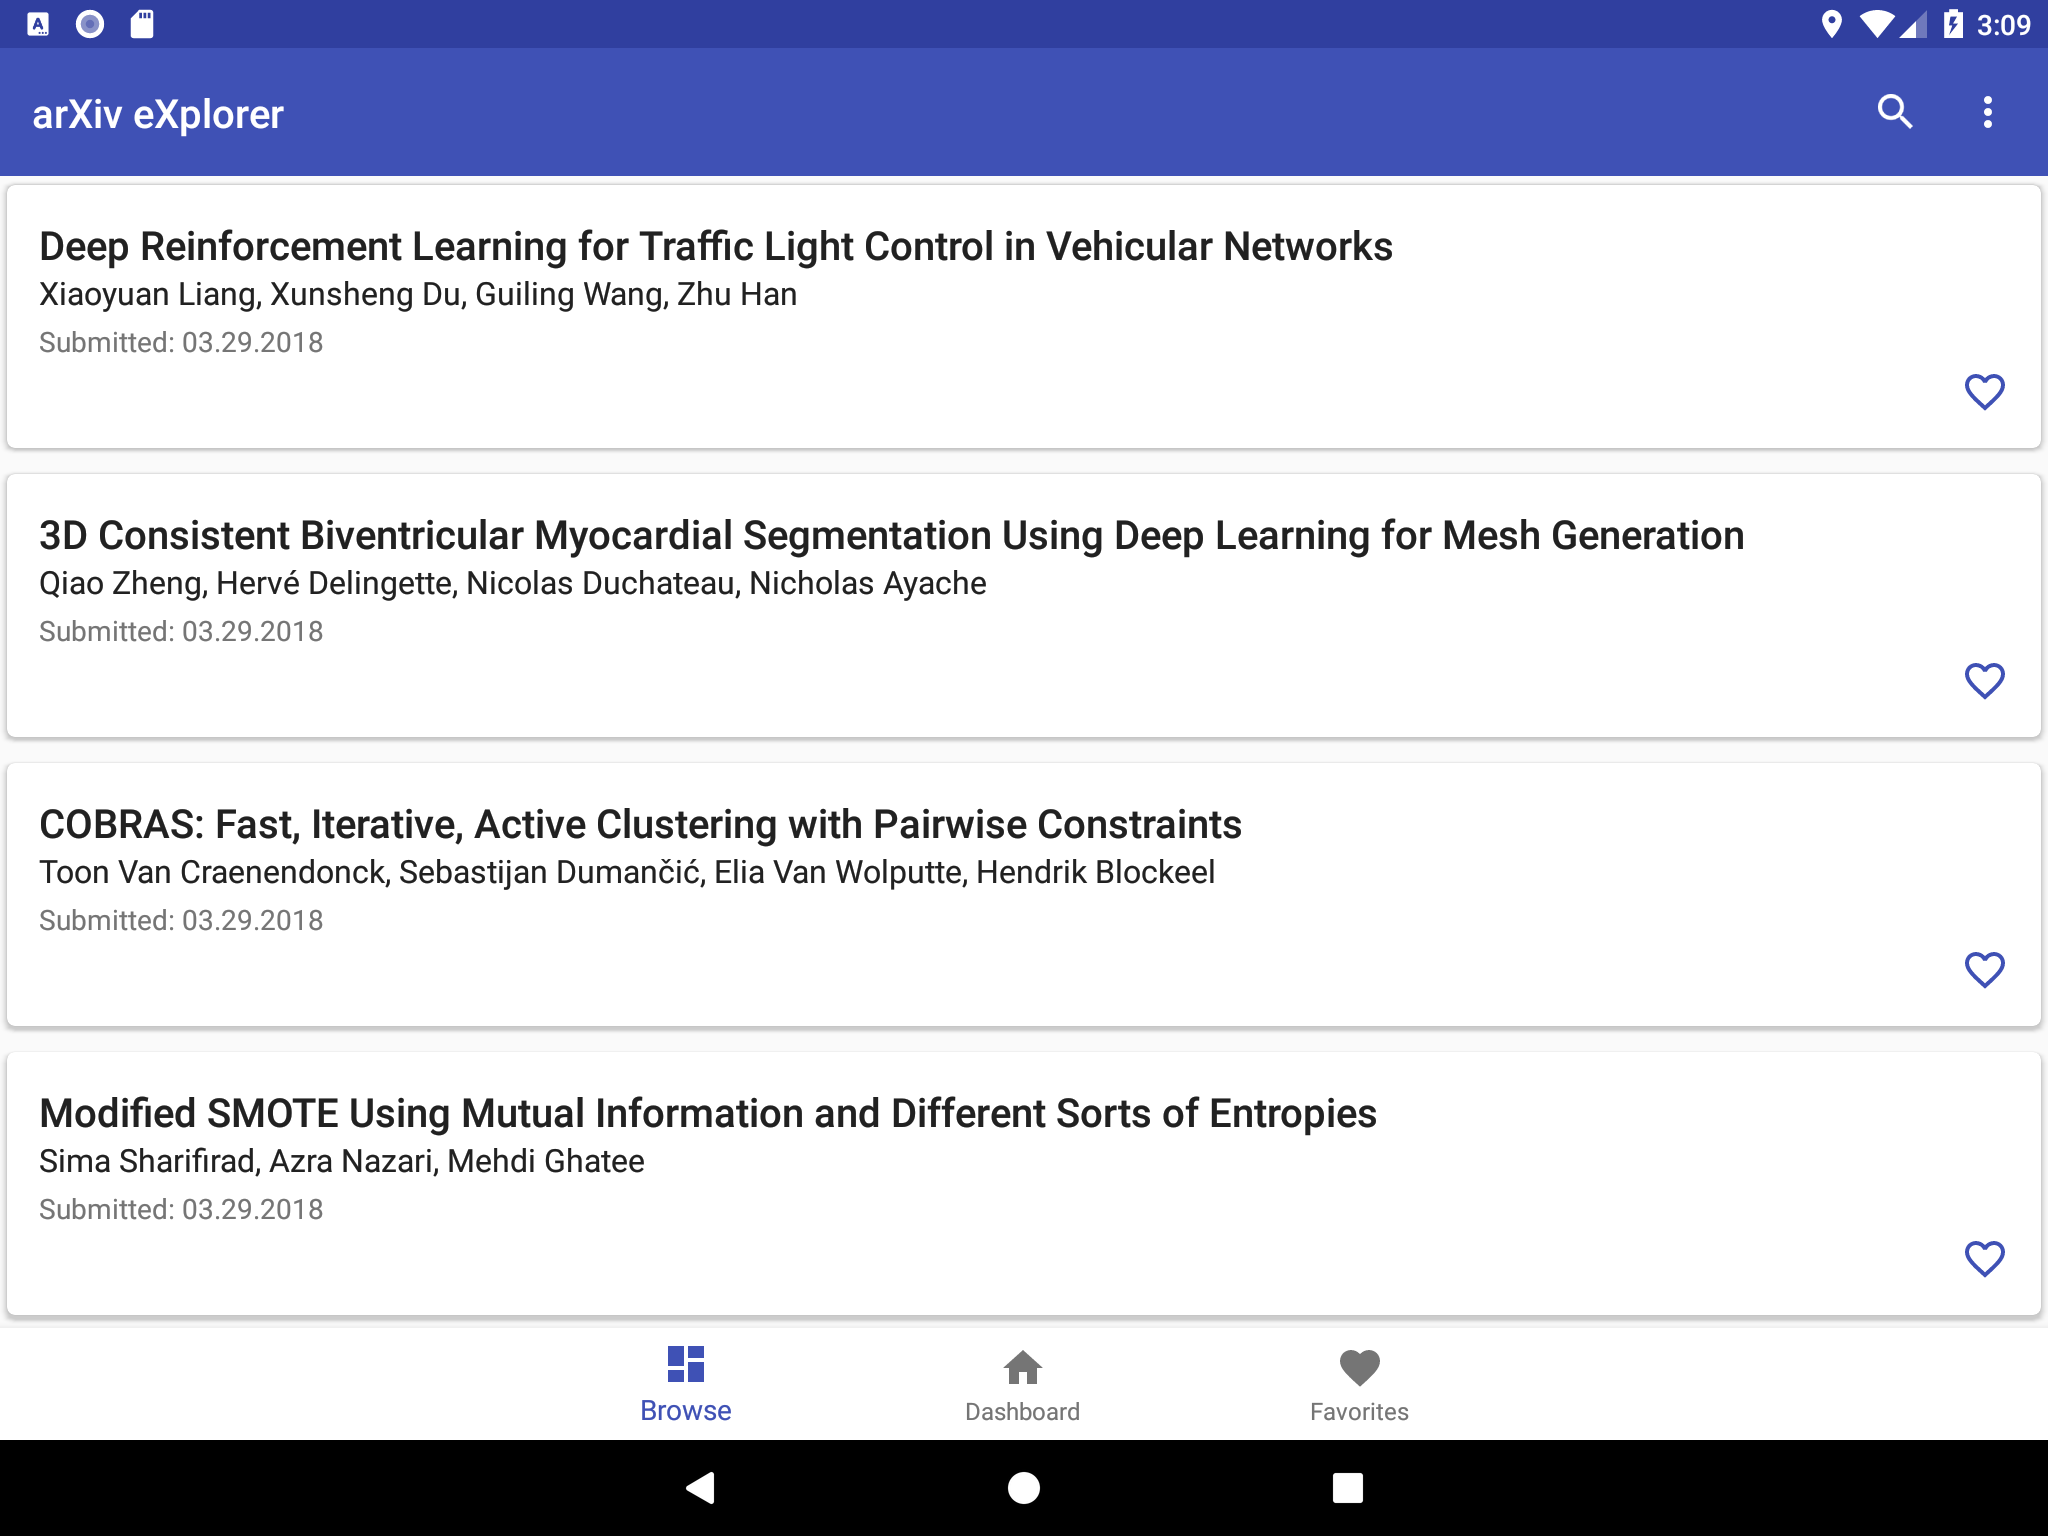 3:09
arXiv eXplorer
Deep Reinforcement Learning for Traffic Light Control in Vehicular Networks
Xiaoyuan Liang, Xunsheng Du, Guiling Wang, Zhu Han
Submitted: 03.29.2018
3D Consistent Biventricular Myocardial Segmentation Using Deep Learning for Mesh Generation
Qiao Zheng, Hervé Delingette, Nicolas Duchateau, Nicholas Ayache
Submitted: 03.29.2018
COBRAS: Fast, Iterative, Active Clustering with Pairwise Constraints
Toon Van Craenendonck, Sebastijan Dumančić, Elia Van Wolputte, Hendrik Blockeel
Submitted: 03.29.2018
Modified SMOTE Using Mutual Information and Different Sorts of Entropies
Sima Sharifirad, Azra Nazari, Mehdi Ghatee
Submitted: 03.29.2018
Browse
Dashboard
Favorites